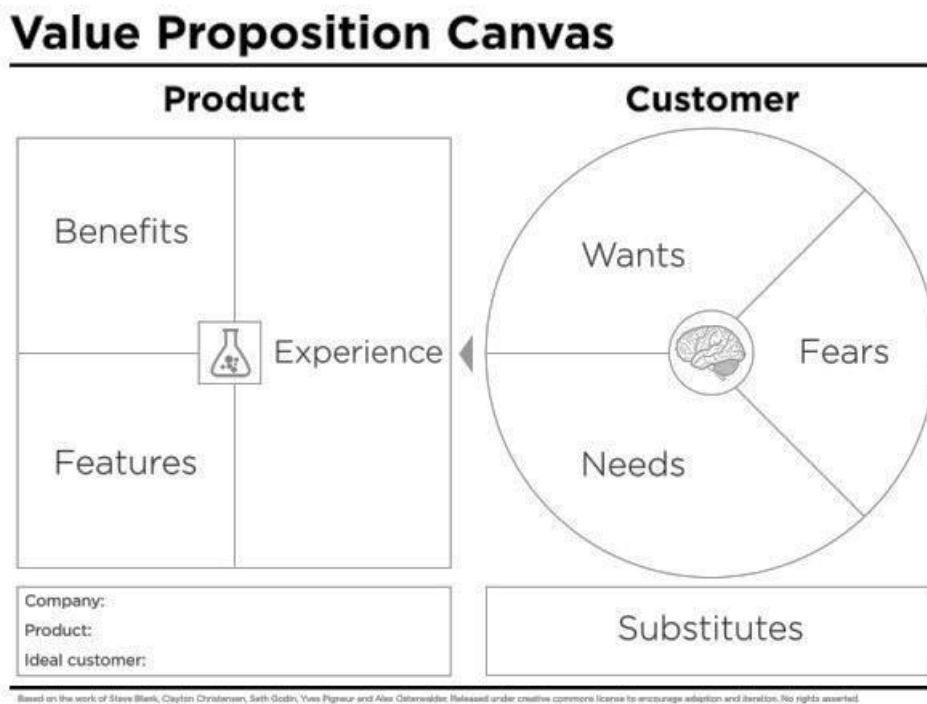 Value Proposition Canvas
Product
Customer
Benefits
Features
Experience
Wants
Fears
Needs
Company:
Product:
Ideal customer:
Substitutes
Based on the work of Steve Blank, Clayton Christensen, Seth Godin, Yves Pigneur and Alex Osterwalder. Released under creative commons license to encourage adaption and iteration. No rights asserted.